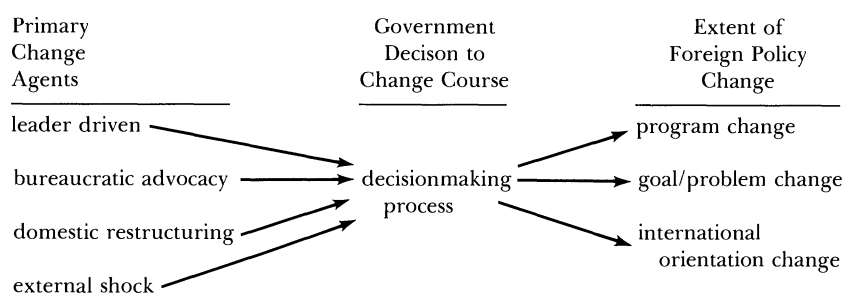 Primary
Change
Agents
Government
Decison to
Change Course
Extent of
Foreign Policy
Change
leader driven
bureaucratic advocacy
domestic restructuring
external shock
decisionmaking
process
program change
goal/problem change
international
orientation change